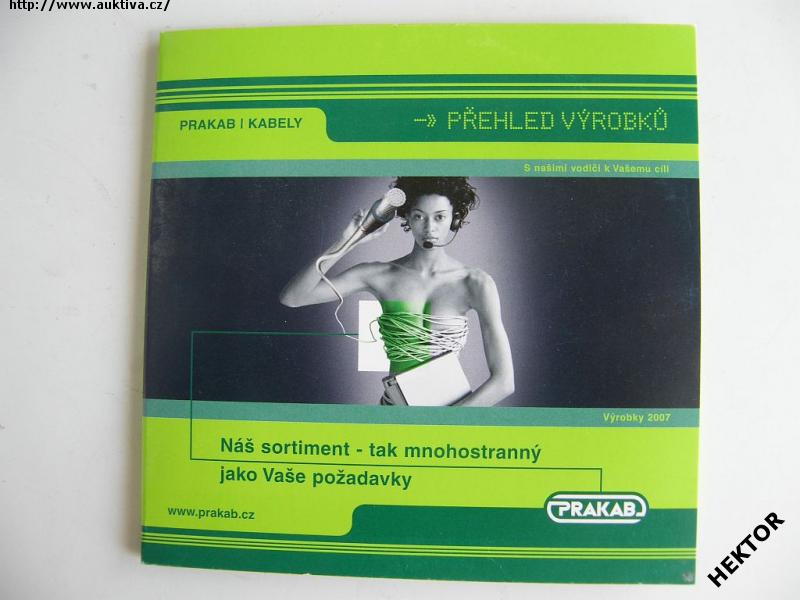 http://www.auktiva.cz/
PRAKAB | KABELY
PŘEHLED VÝROBKŮ
S našimi vodiči k Vašemu cíli
Výrobky 2007
Náš sortiment - tak mnohostranný
jako Vaše požadavky
www.prakab.cz
PRAKAB
HEKTOR